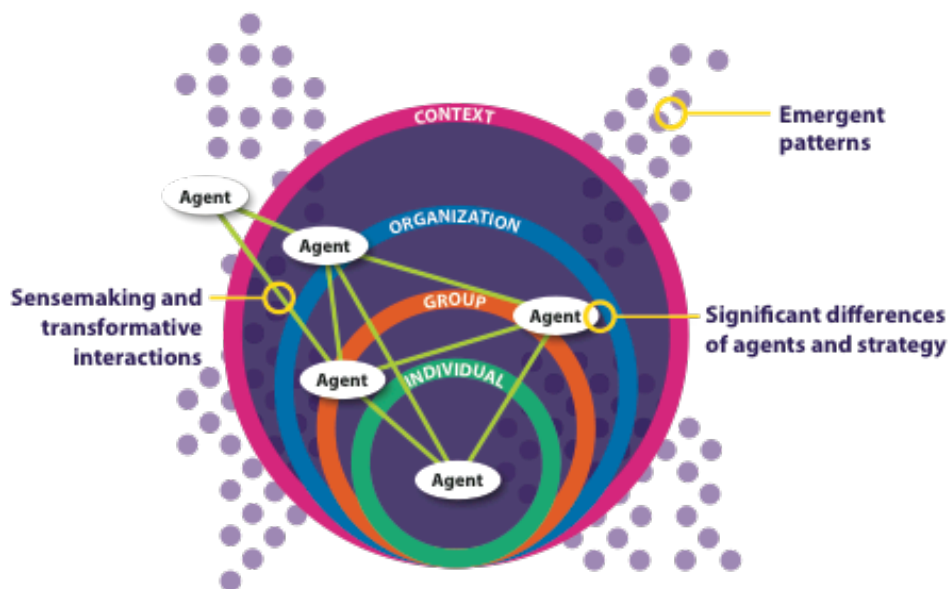 CONTEXT
Emergent
patterns
Agent
ORGANIZATION
Agent
Sensemaking and
transformative
interactions
GROUP
Agent
Significant differences
of agents and strategy
Agent
INDIVIDUAL
Agent